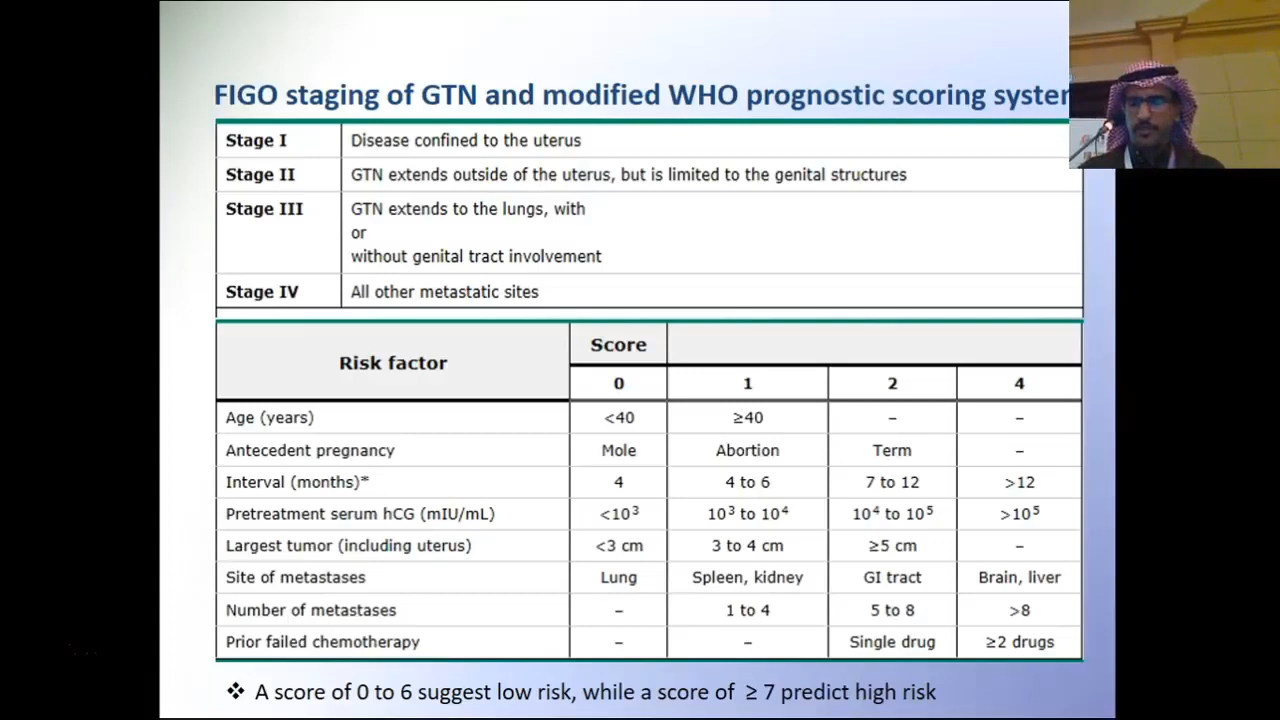 FIGO staging of GTN and modified WHO prognostic scoring system
Stage I Disease confined to the uterus
Stage II GTN extends outside of the uterus, but is limited to the genital structures
Stage III GTN extends to the lungs, with
or
without genital tract involvement
Stage IV All other metastatic sites
Risk factor Score
0 1 2 4
Age (years) <40 ≥40 – –
Antecedent pregnancy Mole Abortion Term –
Interval (months)* 4 4 to 6 7 to 12 >12
Pretreatment serum hCG (mIU/mL) <10³ 10³ to 10⁴ 10⁴ to 10⁵ >10⁵
Largest tumor (including uterus) <3 cm 3 to 4 cm ≥5 cm –
Site of metastases Lung Spleen, kidney GI tract Brain, liver
Number of metastases – 1 to 4 5 to 8 >8
Prior failed chemotherapy – – Single drug ≥2 drugs
❖ A score of 0 to 6 suggest low risk, while a score of ≥ 7 predict high risk